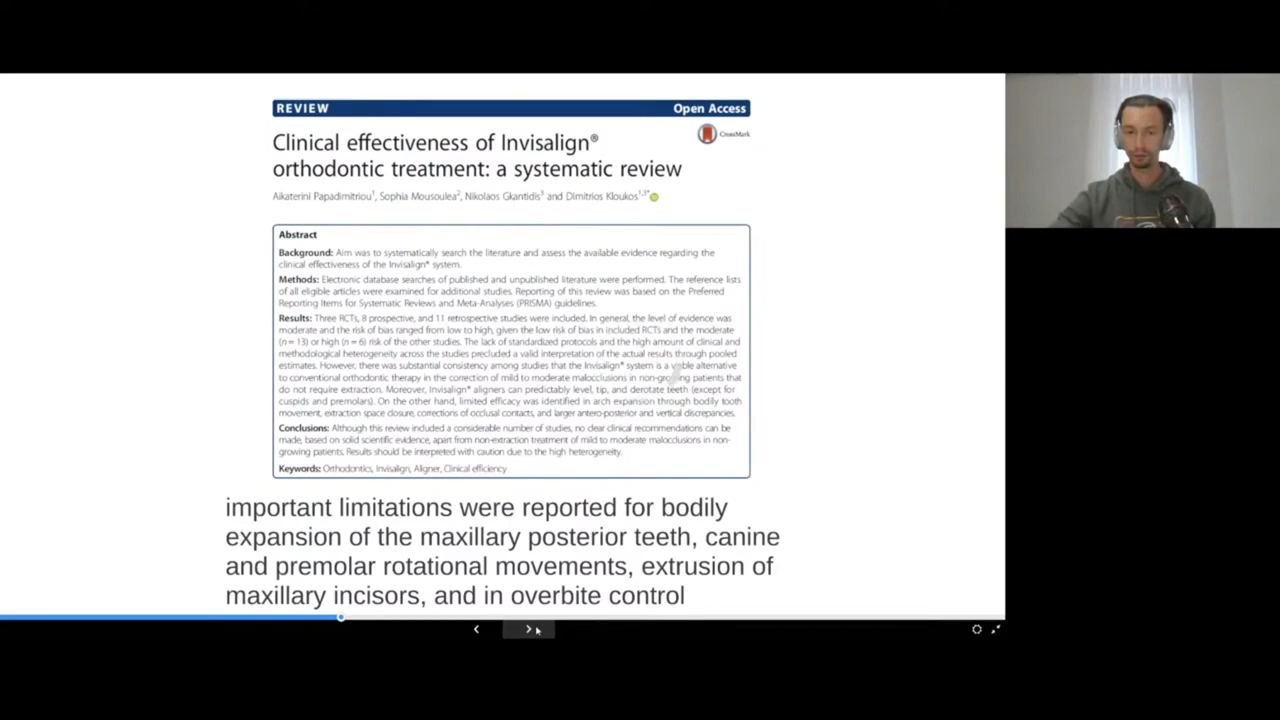 REVIEW Open Access
Clinical effectiveness of Invisalign®
orthodontic treatment: a systematic review
CrossMark
Aikaterini Papadimitriou1, Sophia Mousoulea2, Nikolaos Gkantidis3 and Dimitrios Kloukos1,3*
Abstract
Background: Aim was to systematically search the literature and assess the available evidence regarding the
clinical effectiveness of the Invisalign® system.
Methods: Electronic database searches of published and unpublished literature were performed. The reference lists
of all eligible articles were examined for additional studies. Reporting of this review was based on the Preferred
Reporting Items for Systematic Reviews and Meta-Analyses (PRISMA) guidelines.
Results: Three RCTs, 8 prospective, and 11 retrospective studies were included. In general, the level of evidence was
moderate and the risk of bias ranged from low to high, given the low risk of bias in included RCTs and the moderate
(n = 13) or high (n = 6) risk of the other studies. The lack of standardized protocols and the high amount of clinical and
methodological heterogeneity across the studies precluded a valid interpretation of the actual results through pooled
estimates. However, there was substantial consistency among studies that the Invisalign® system is a viable alternative
to conventional orthodontic therapy in the correction of mild to moderate malocclusions in non-growing patients that
do not require extraction. Moreover, Invisalign® aligners can predictably level, tip, and derotate teeth (except for
cuspids and premolars). On the other hand, limited efficacy was identified in arch expansion through bodily tooth
movement, extraction space closure, corrections of occlusal contacts, and larger antero-posterior and vertical discrepancies.
Conclusions: Although this review included a considerable number of studies, no clear clinical recommendations can be
made, based on solid scientific evidence, apart from non-extraction treatment of mild to moderate malocclusions in non-
growing patients. Results should be interpreted with caution due to the high heterogeneity.
Keywords: Orthodontics, Invisalign, Aligner, Clinical efficiency
important limitations were reported for bodily
expansion of the maxillary posterior teeth, canine
and premolar rotational movements, extrusion of
maxillary incisors, and in overbite control